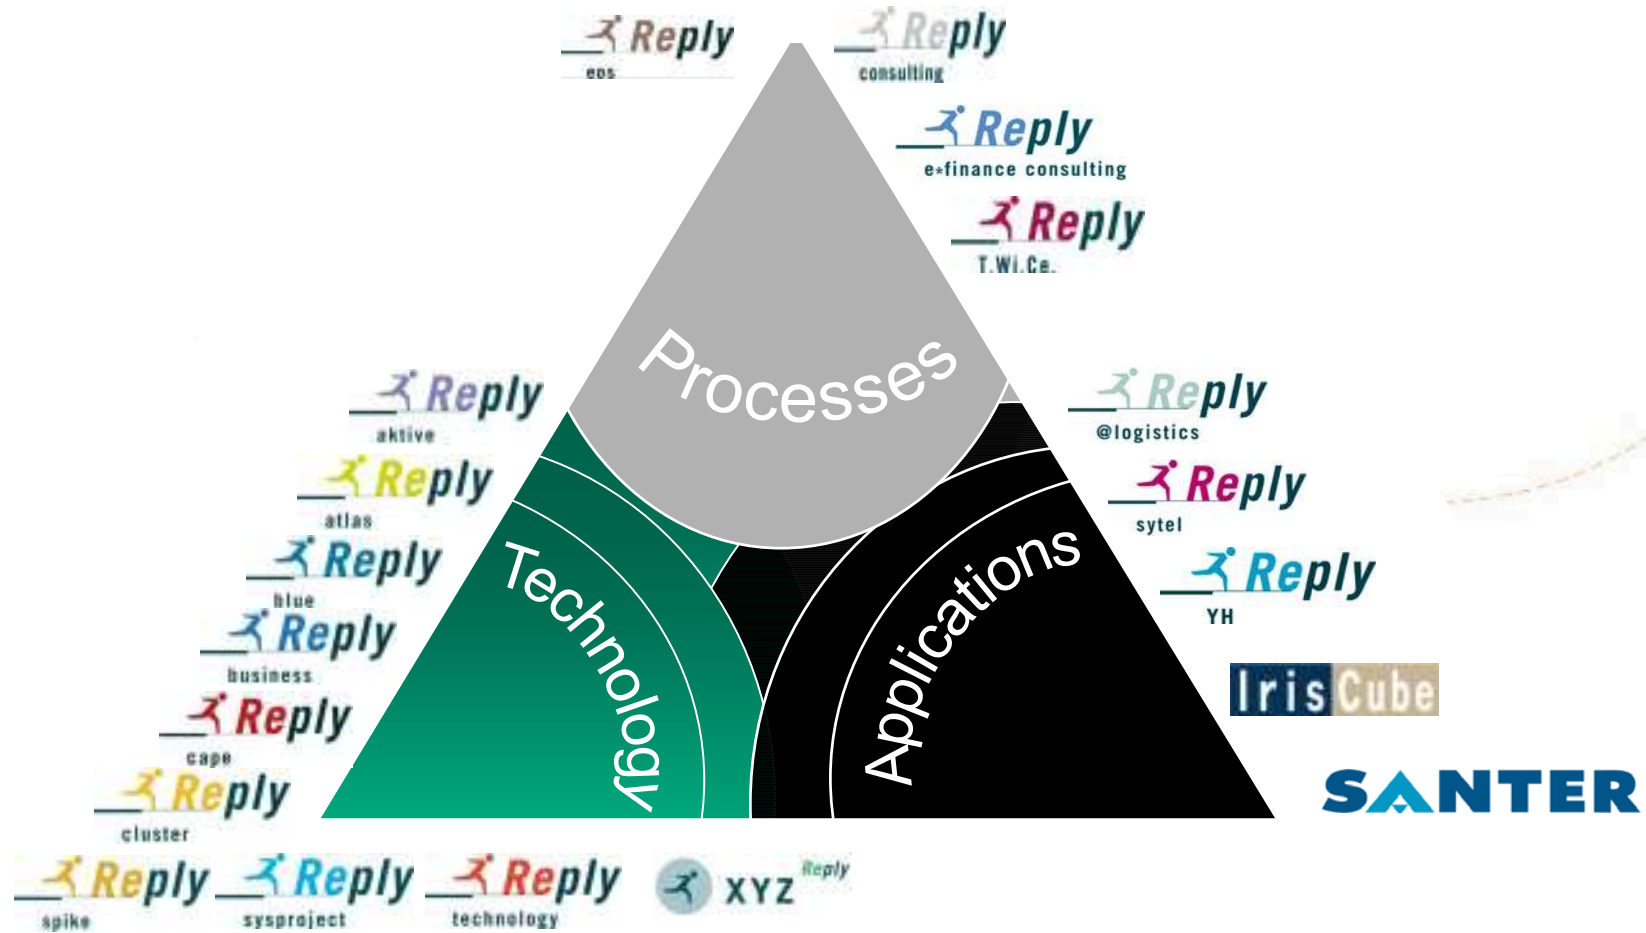 Reply
eos
Reply
consulting
Reply
e*finance consulting
Reply
T.Wi.Ce.
Processes
Reply
aktive
Reply
atlas
Reply
blue
Reply
business
Reply
cape
Reply
cluster
Technology
Applications
Reply
@logistics
Reply
sytel
Reply
YH
IrisCube
SANTER
Reply
spike
Reply
sysproject
Reply
technology
XYZ Reply